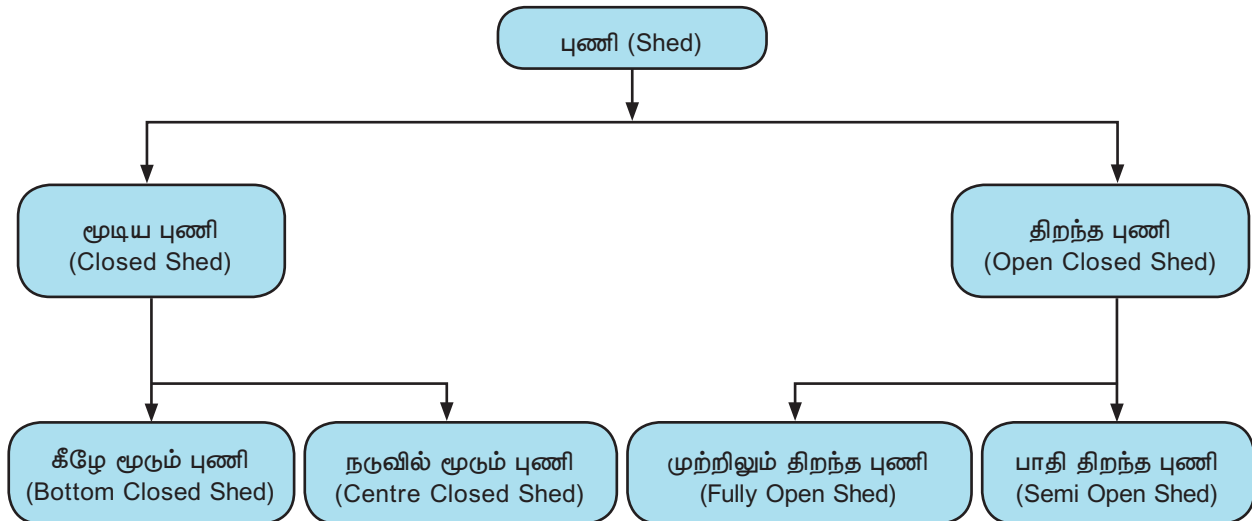 புணி (Shed)
மூடிய புணி
(Closed Shed)
திறந்த புணி
(Open Closed Shed)
கீழே மூடும் புணி
(Bottom Closed Shed)
நடுவில் மூடும் புணி
(Centre Closed Shed)
முற்றிலும் திறந்த புணி
(Fully Open Shed)
பாதி திறந்த புணி
(Semi Open Shed)